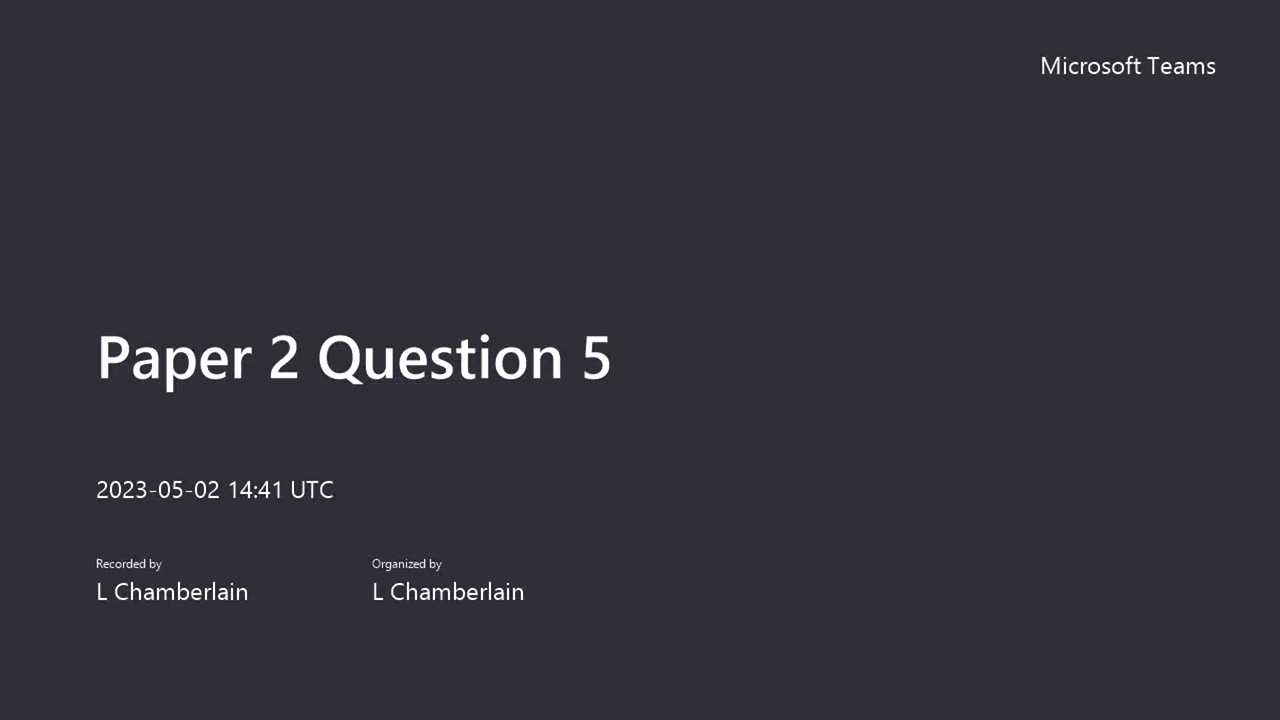 Microsoft Teams
Paper 2 Question 5
2023-05-02 14:41 UTC
Recorded by
L Chamberlain
Organized by
L Chamberlain